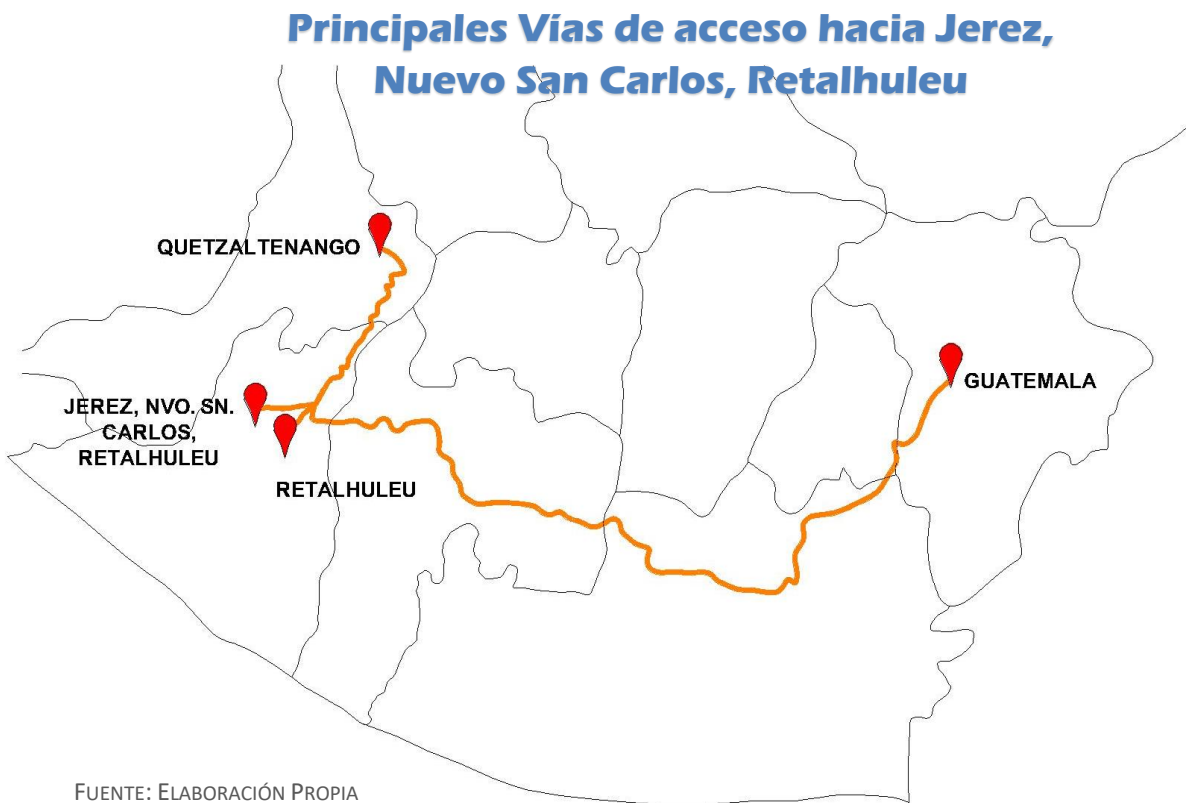 Principales Vías de acceso hacia Jerez,
Nuevo San Carlos, Retalhuleu
QUETZALTENANGO
GUATEMALA
JEREZ, NVO. SN.
CARLOS,
RETALHULEU
RETALHULEU
FUENTE: ELABORACIÓN PROPIA